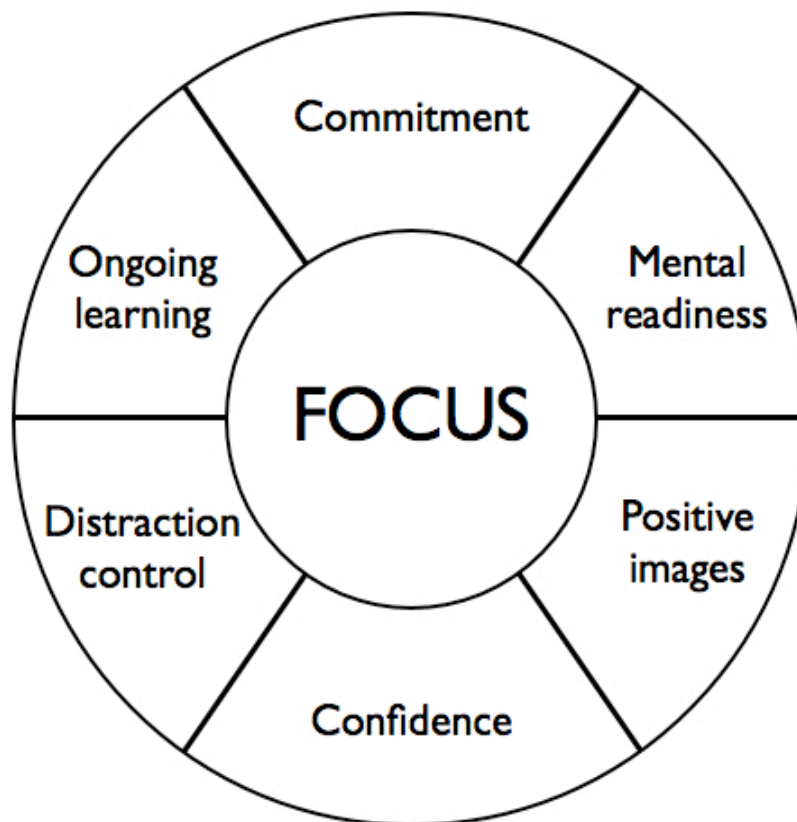 Commitment
Ongoing
learning
Mental
readiness
FOCUS
Distraction
control
Positive
images
Confidence